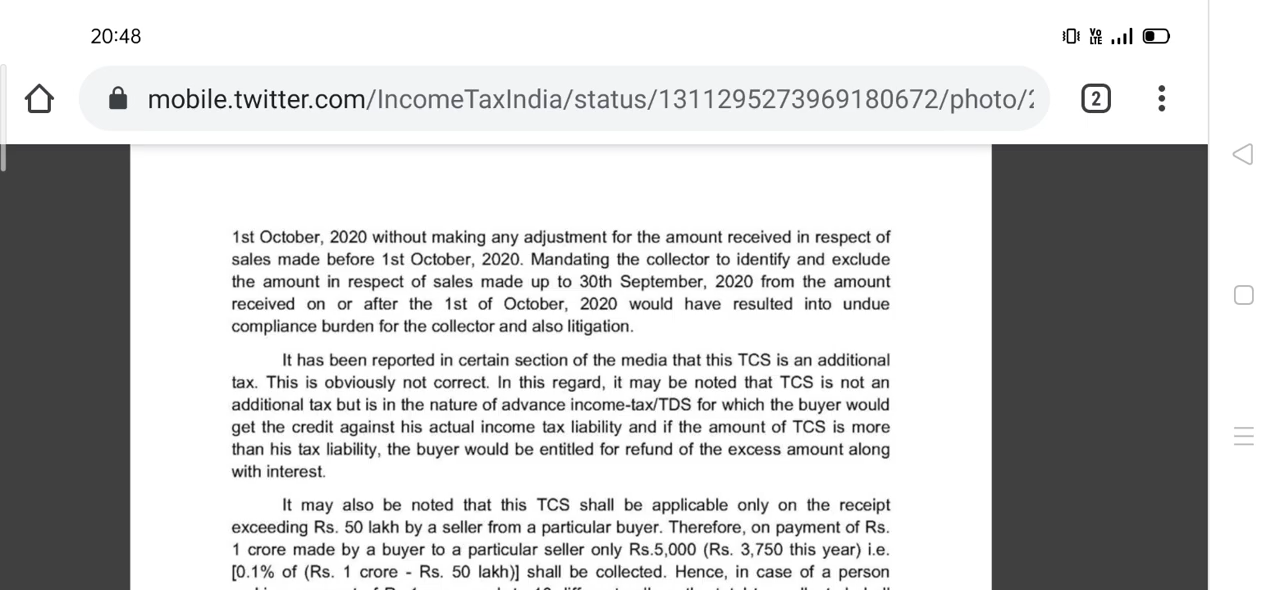 20:48
Vo
LTE
mobile.twitter.com/IncomeTaxIndia/status/1311295273969180672/photo/2
2
1st October, 2020 without making any adjustment for the amount received in respect of
sales made before 1st October, 2020. Mandating the collector to identify and exclude
the amount in respect of sales made up to 30th September, 2020 from the amount
received on or after the 1st of October, 2020 would have resulted into undue
compliance burden for the collector and also litigation.
It has been reported in certain section of the media that this TCS is an additional
tax. This is obviously not correct. In this regard, it may be noted that TCS is not an
additional tax but is in the nature of advance income-tax/TDS for which the buyer would
get the credit against his actual income tax liability and if the amount of TCS is more
than his tax liability, the buyer would be entitled for refund of the excess amount along
with interest.
It may also be noted that this TCS shall be applicable only on the receipt
exceeding Rs. 50 lakh by a seller from a particular buyer. Therefore, on payment of Rs.
1 crore made by a buyer to a particular seller only Rs.5,000 (Rs. 3,750 this year) i.e.
[0.1% of (Rs. 1 crore - Rs. 50 lakh)] shall be collected. Hence, in case of a person